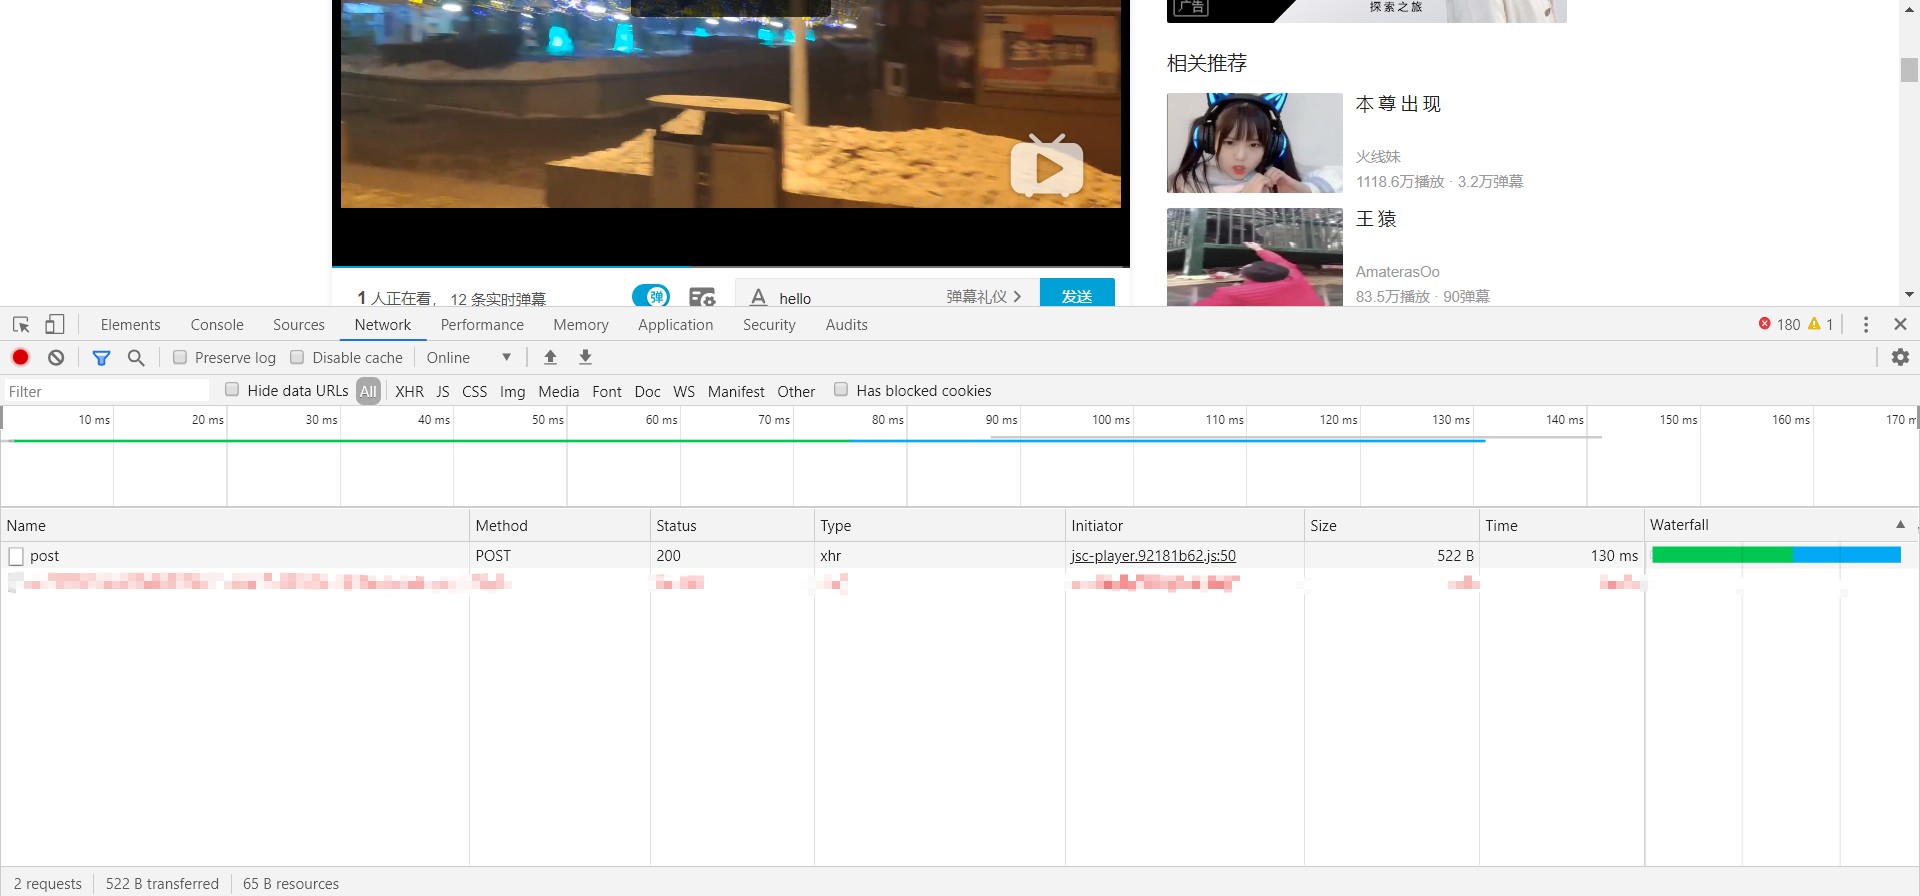 广告
探索之旅
相关推荐
本尊出现
火线妹
1118.6万播放 · 3.2万弹幕
王猿
AmaterasOo
83.5万播放 · 90弹幕
1 人正在看， 12 条实时弹幕
弹
hello
弹幕礼仪 >
发送
Elements Console Sources Network Performance Memory Application Security Audits 180 1
Preserve log Disable cache Online
Filter Hide data URLs All XHR JS CSS Img Media Font Doc WS Manifest Other Has blocked cookies
10 ms 20 ms 30 ms 40 ms 50 ms 60 ms 70 ms 80 ms 90 ms 100 ms 110 ms 120 ms 130 ms 140 ms 150 ms 160 ms 170 m
Name Method Status Type Initiator Size Time Waterfall
post POST 200 xhr jsc-player.92181b62.js:50 522 B 130 ms
2 requests 522 B transferred 65 B resources